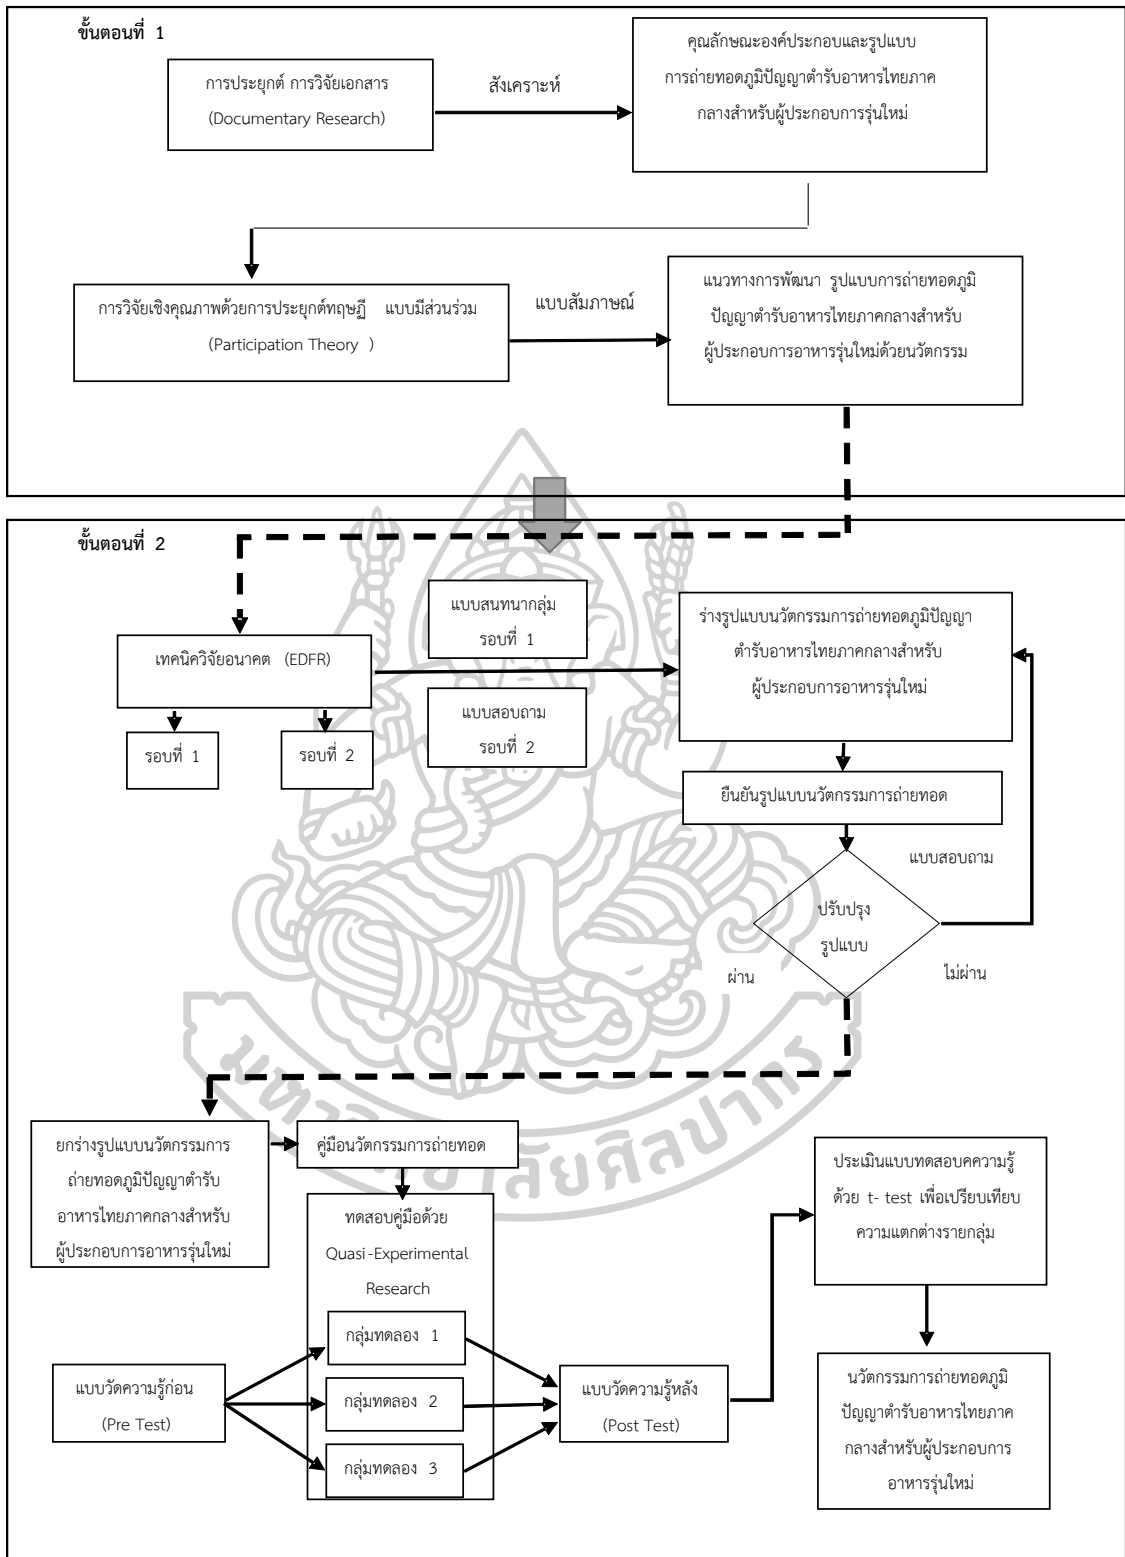 ขั้นตอนที่ 1
การประยุกต์ การวิจัยเอกสาร
(Documentary Research)
สังเคราะห์
คุณลักษณะองค์ประกอบและรูปแบบ
การถ่ายทอดภูมิปัญญาตำรับอาหารไทยภาค
กลางสำหรับผู้ประกอบการรุ่นใหม่
การวิจัยเชิงคุณภาพด้วยการประยุกต์ทฤษฏี แบบมีส่วนร่วม
(Participation Theory )
แบบสัมภาษณ์
แนวทางการพัฒนา รูปแบบการถ่ายทอดภูมิ
ปัญญาตำรับอาหารไทยภาคกลางสำหรับ
ผู้ประกอบการอาหารรุ่นใหม่ด้วยนวัตกรรม
ขั้นตอนที่ 2
เทคนิควิจัยอนาคต (EDFR)
รอบที่ 1
รอบที่ 2
แบบสนทนากลุ่ม
รอบที่ 1
แบบสอบถาม
รอบที่ 2
ร่างรูปแบบนวัตกรรมการถ่ายทอดภูมิปัญญา
ตำรับอาหารไทยภาคกลางสำหรับ
ผู้ประกอบการอาหารรุ่นใหม่
ยืนยันรูปแบบนวัตกรรมการถ่ายทอด
แบบสอบถาม
ปรับปรุง
รูปแบบ
ผ่าน
ไม่ผ่าน
มหาวิทยาลัยศิลปากร
ยกร่างรูปแบบนวัตกรรมการ
ถ่ายทอดภูมิปัญญาตำรับ
อาหารไทยภาคกลางสำหรับ
ผู้ประกอบการอาหารรุ่นใหม่
คู่มือนวัตกรรมการถ่ายทอด
ทดสอบคู่มือด้วย
Quasi-Experimental
Research
กลุ่มทดลอง 1
กลุ่มทดลอง 2
กลุ่มทดลอง 3
แบบวัดความรู้ก่อน
(Pre Test)
แบบวัดความรู้หลัง
(Post Test)
ประเมินแบบทดสอบคความรู้
ด้วย t- test เพื่อเปรียบเทียบ
ความแตกต่างรายกลุ่ม
นวัตกรรมการถ่ายทอดภูมิ
ปัญญาตำรับอาหารไทยภาค
กลางสำหรับผู้ประกอบการ
อาหารรุ่นใหม่